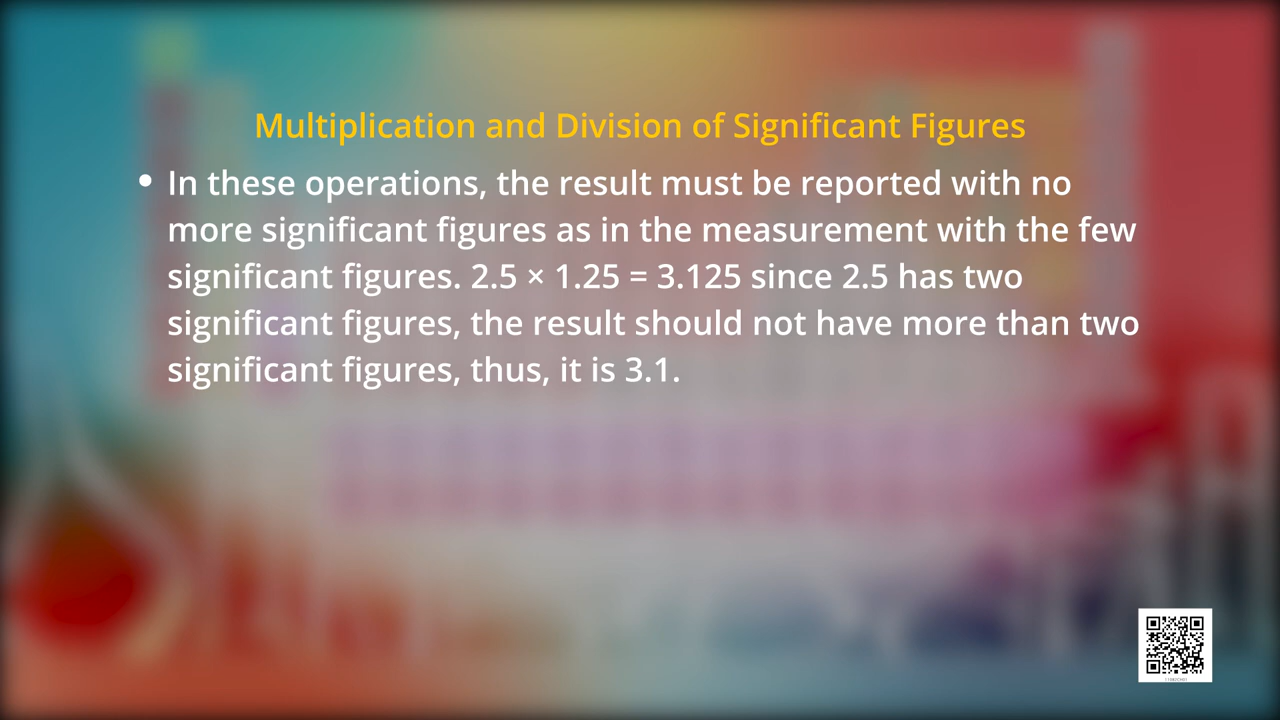 Multiplication and Division of Significant Figures
• In these operations, the result must be reported with no
more significant figures as in the measurement with the few
significant figures. 2.5 × 1.25 = 3.125 since 2.5 has two
significant figures, the result should not have more than two
significant figures, thus, it is 3.1.